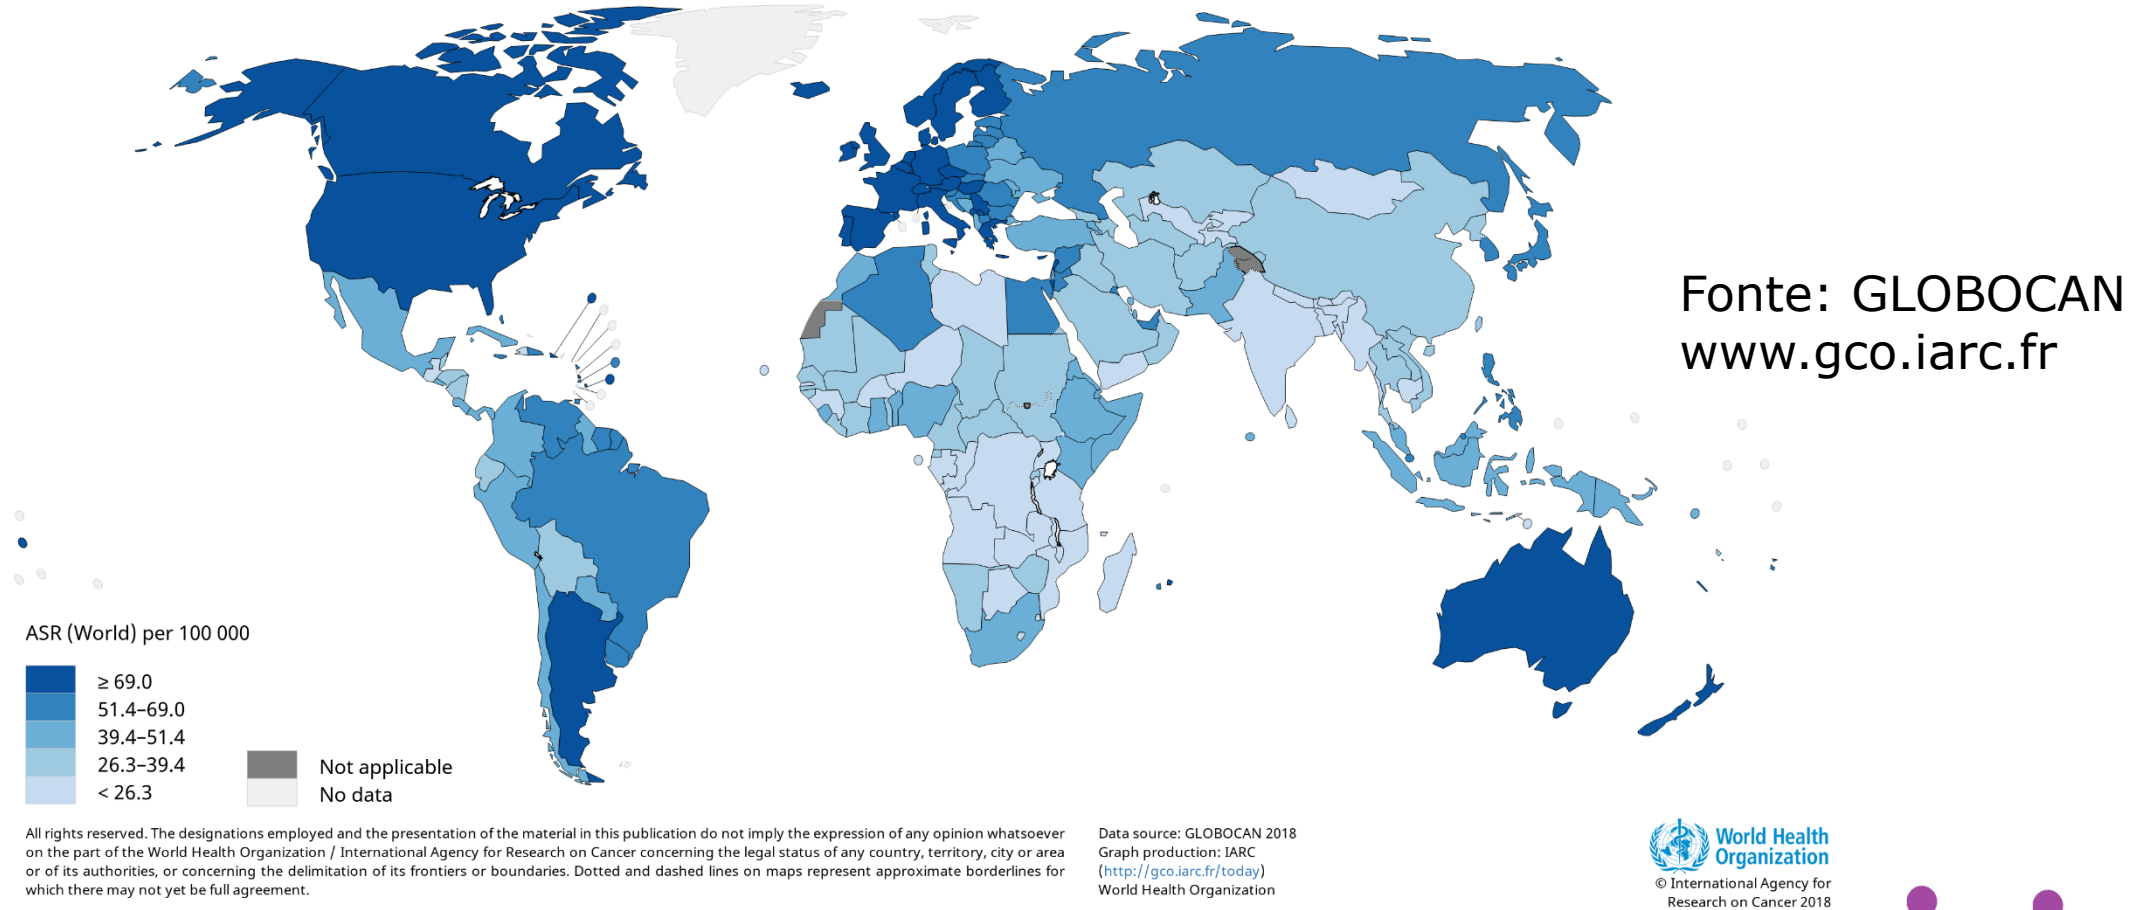 Fonte: GLOBOCAN
www.gco.iarc.fr
ASR (World) per 100 000
≥ 69.0
51.4–69.0
39.4–51.4
26.3–39.4
< 26.3
Not applicable
No data
All rights reserved. The designations employed and the presentation of the material in this publication do not imply the expression of any opinion whatsoever
on the part of the World Health Organization / International Agency for Research on Cancer concerning the legal status of any country, territory, city or area
or of its authorities, or concerning the delimitation of its frontiers or boundaries. Dotted and dashed lines on maps represent approximate borderlines for
which there may not yet be full agreement.
Data source: GLOBOCAN 2018
Graph production: IARC
(http://gco.iarc.fr/today)
World Health Organization
World Health
Organization
© International Agency for
Research on Cancer 2018